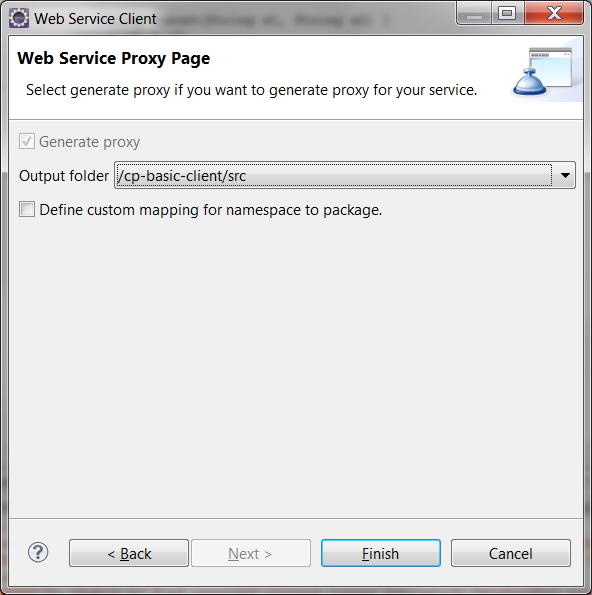 Web Service Client
Web Service Proxy Page
Select generate proxy if you want to generate proxy for your service.
Generate proxy
Output folder /cp-basic-client/src
Define custom mapping for namespace to package.
? < Back Next > Finish Cancel